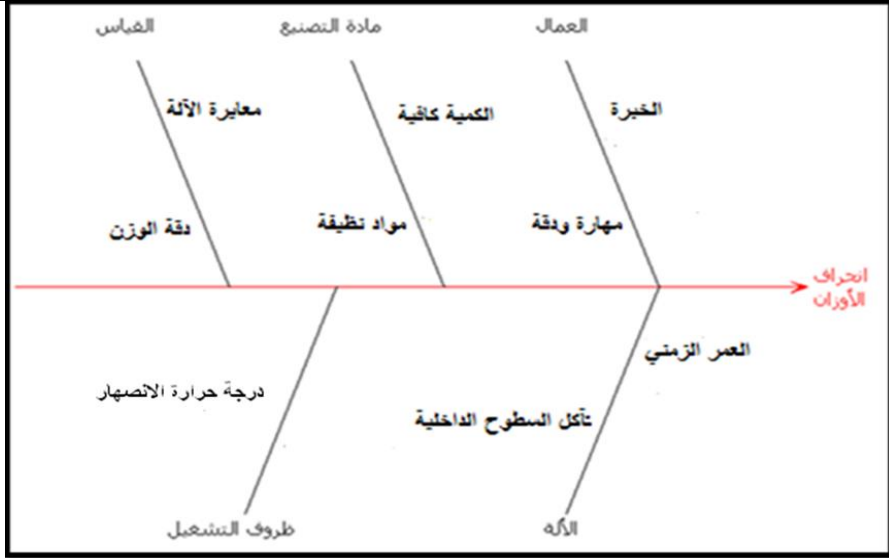 العمال
مادة التصنيع
القياس
الخبرة
الكمية كافية
معايرة الآلة
مهارة ودقة
مواد نظيفة
دقة الوزن
انحراف
الأوزان
العمر الزمني
درجة حرارة الانصهار
تآكل السطوح الداخلية
الآلة
ظروف التشغيل